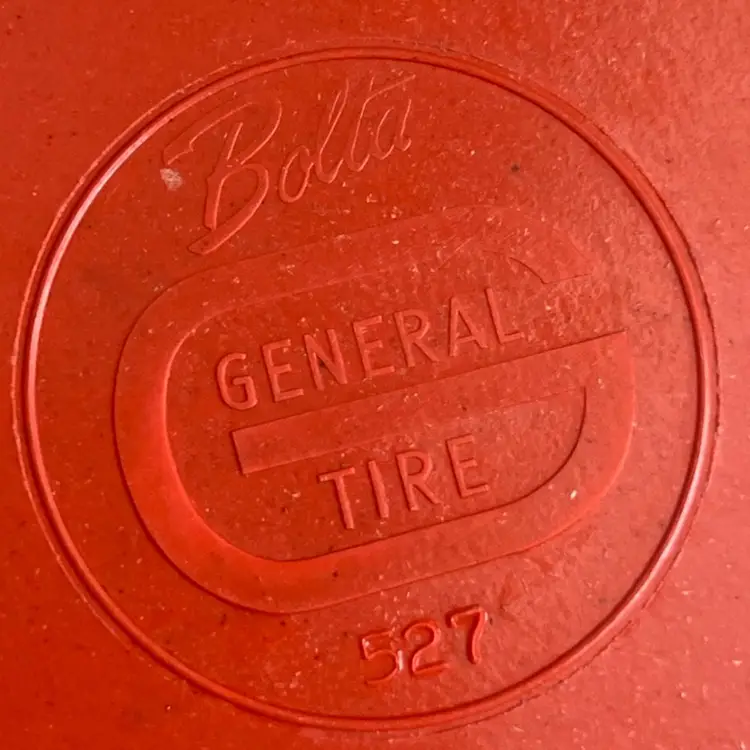 Bolta
GENERAL
TIRE
527